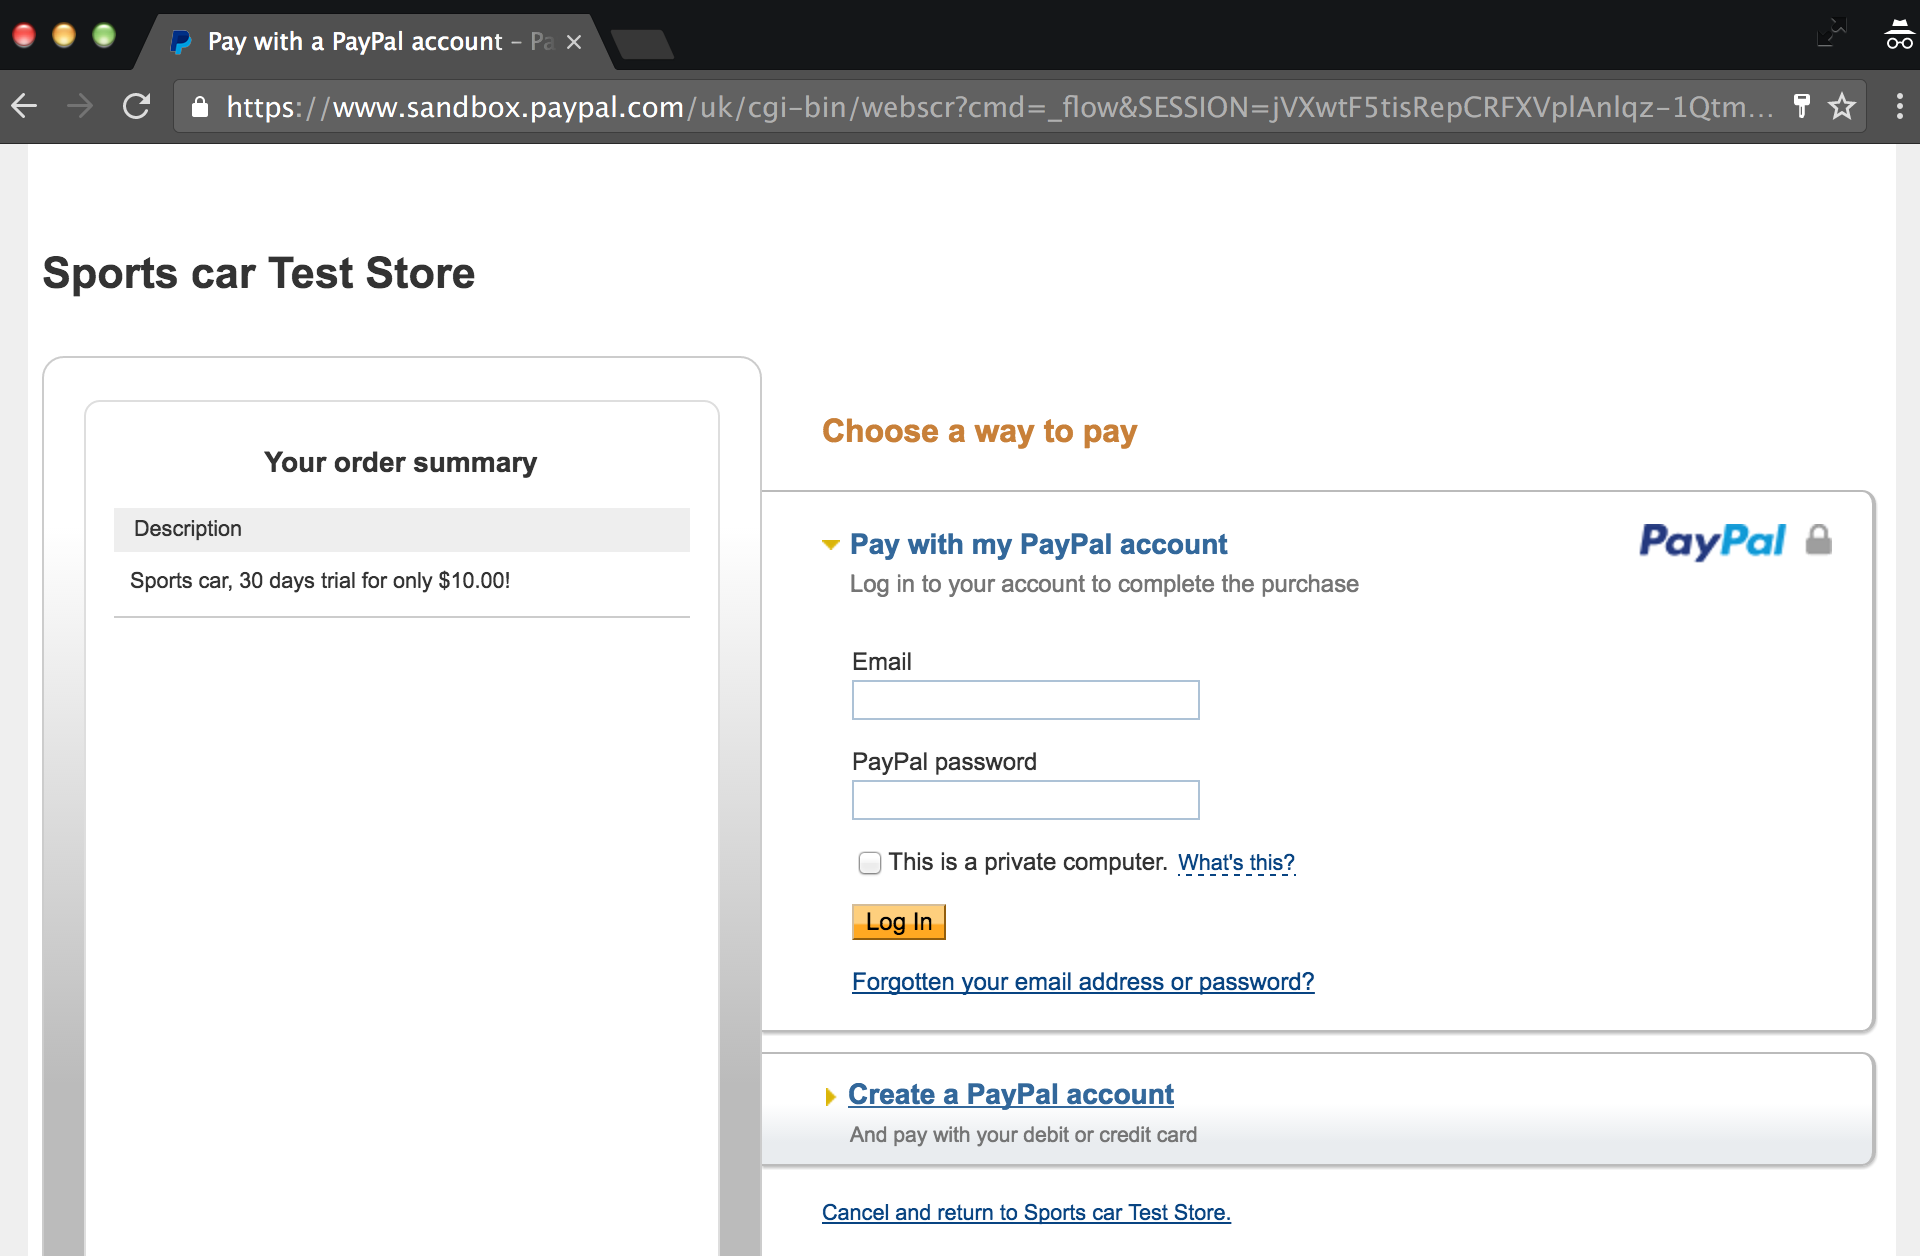 Pay with a PayPal account – Pa
https://www.sandbox.paypal.com/uk/cgi-bin/webscr?cmd=_flow&SESSION=jVXwtF5tisRepCRFXVplAnlqz-1Qtm...
Sports car Test Store
Your order summary
Description
Sports car, 30 days trial for only $10.00!
Choose a way to pay
Pay with my PayPal account
PayPal
Log in to your account to complete the purchase
Email
PayPal password
This is a private computer. What's this?
Log In
Forgotten your email address or password?
Create a PayPal account
And pay with your debit or credit card
Cancel and return to Sports car Test Store.